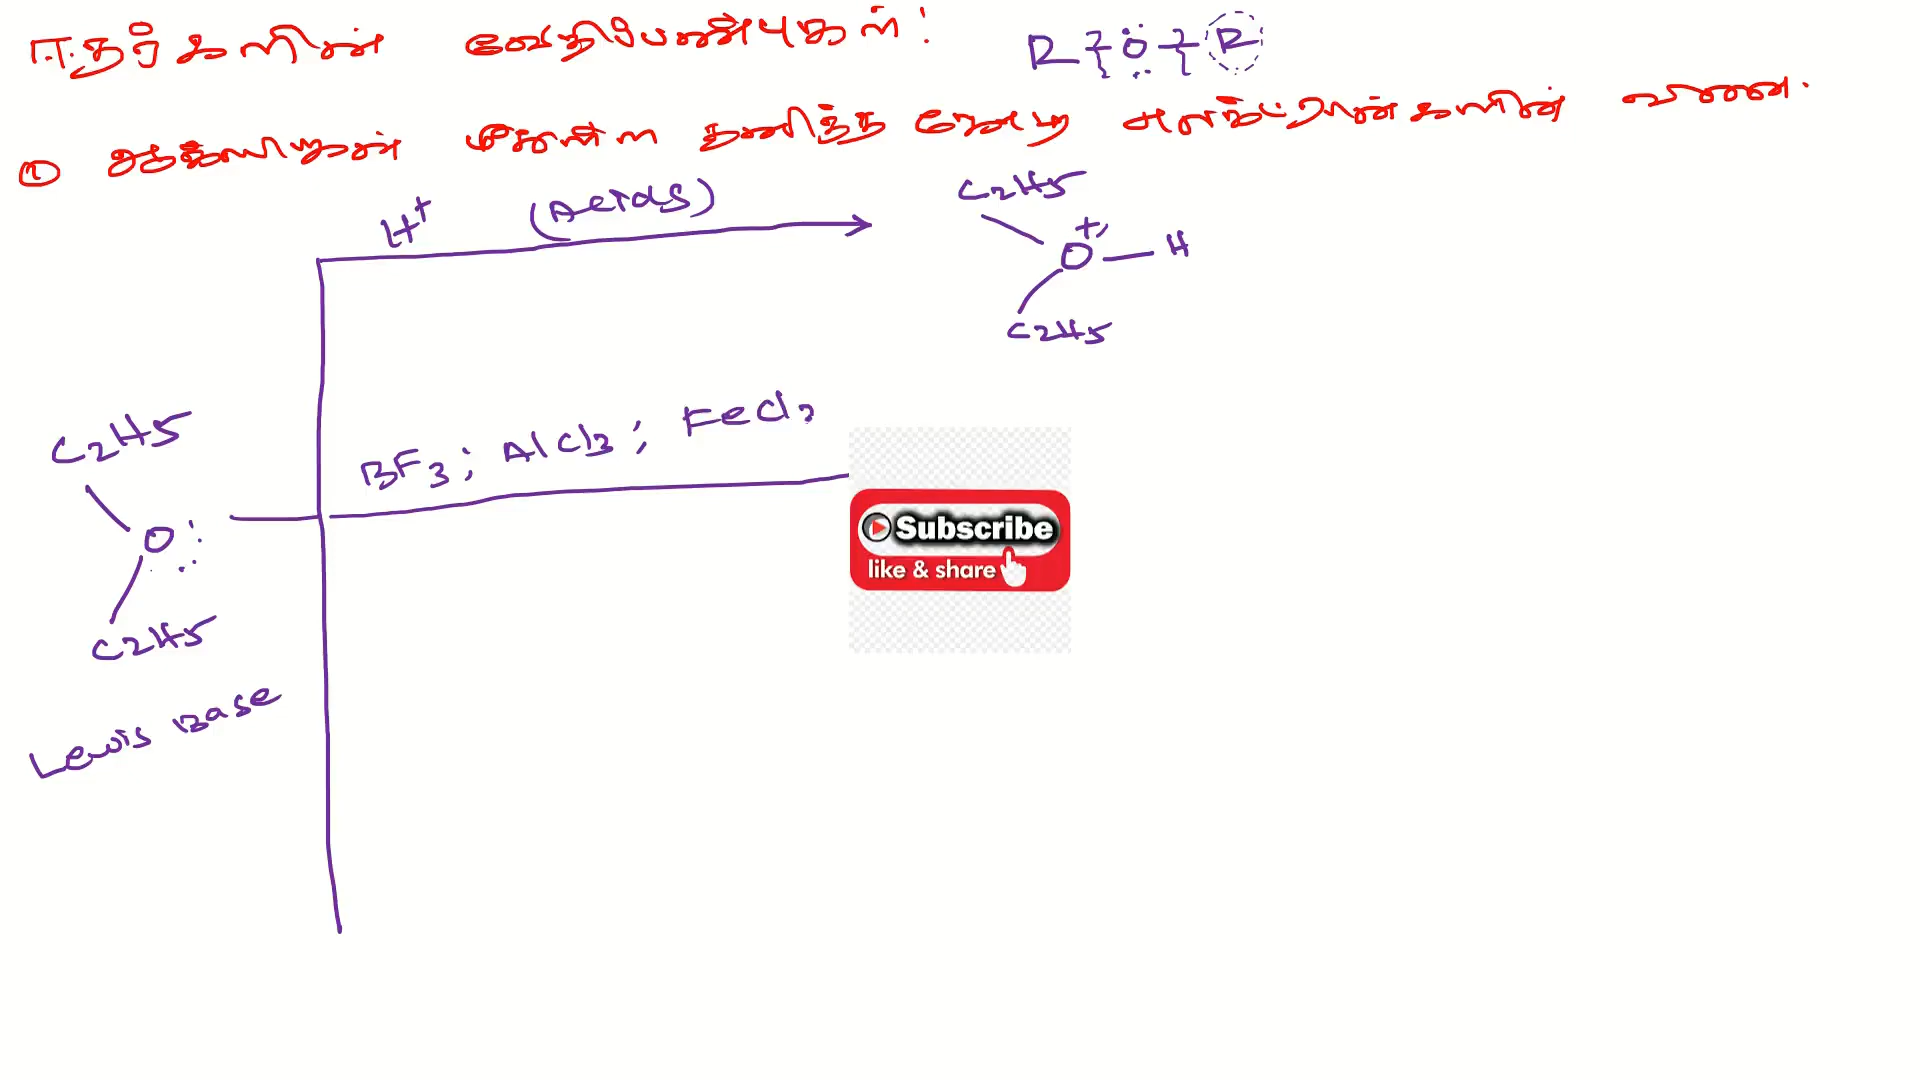 ஈதர்களின் வேதிப்பண்புகள்: R-O-R
① ஆக்ஸிஜன் மீதுள்ள தனித்த ஜோடி எலக்ட்ரான்களின் வினை.
H+ (Acids)
C2H5
O+-H
C2H5
BF3; AlCl3; FeCl3
C2H5
O:
C2H5
Lewis Base
Subscribe
like & share